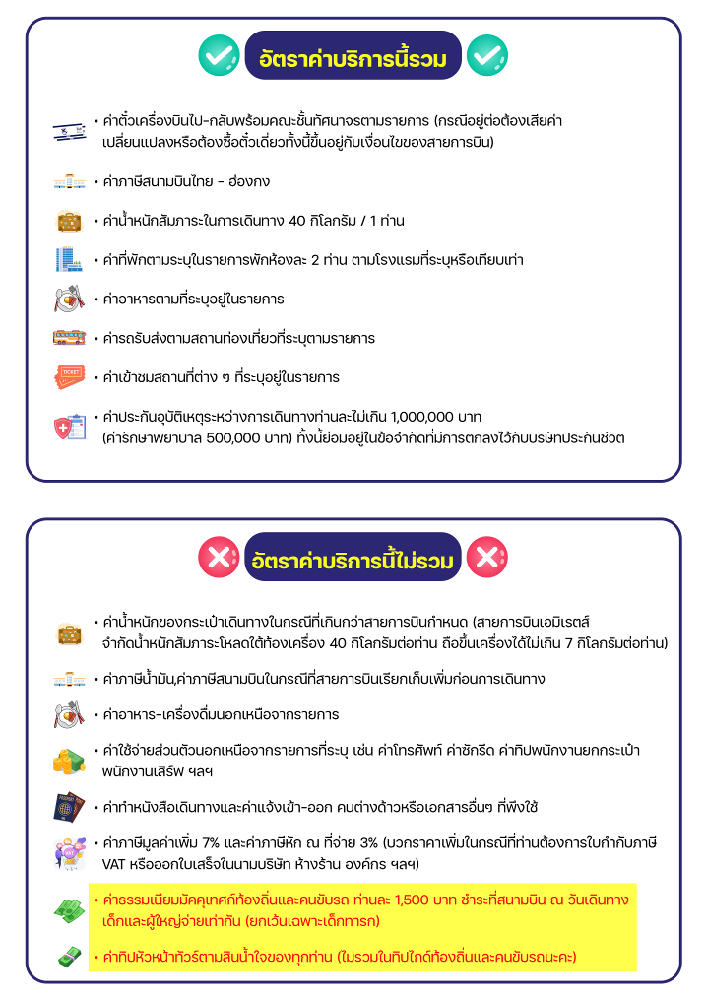 อัตราค่าบริการนี้รวม
• ค่าตั๋วเครื่องบินไป-กลับพร้อมคณะชั้นทัศนาจรตามรายการ (กรณีอยู่ต่อต้องเสียค่า
เปลี่ยนแปลงหรือต้องซื้อตั๋วเดี่ยวทั้งนี้ขึ้นอยู่กับเงื่อนไขของสายการบิน)
• ค่าภาษีสนามบินไทย - ฮ่องกง
• ค่าน้ำหนักสัมภาระในการเดินทาง 40 กิโลกรัม / 1 ท่าน
• ค่าที่พักตามระบุในรายการพักห้องละ 2 ท่าน ตามโรงแรมที่ระบุหรือเทียบเท่า
• ค่าอาหารตามที่ระบุอยู่ในรายการ
• ค่ารถรับส่งตามสถานท่องเที่ยวที่ระบุตามรายการ
TICKET
• ค่าเข้าชมสถานที่ต่าง ๆ ที่ระบุอยู่ในรายการ
• ค่าประกันอุบัติเหตุระหว่างการเดินทางท่านละไม่เกิน 1,000,000 บาท
(ค่ารักษาพยาบาล 500,000 บาท) ทั้งนี้ย่อมอยู่ในข้อจำกัดที่มีการตกลงไว้กับบริษัทประกันชีวิต
อัตราค่าบริการนี้ไม่รวม
• ค่าน้ำหนักของกระเป๋าเดินทางในกรณีที่เกินกว่าสายการบินกำหนด (สายการบินเอมิเรตส์
จำกัดน้ำหนักสัมภาระโหลดใต้ท้องเครื่อง 40 กิโลกรัมต่อท่าน ถือขึ้นเครื่องได้ไม่เกิน 7 กิโลกรัมต่อท่าน)
• ค่าภาษีน้ำมัน,ค่าภาษีสนามบินในกรณีที่สายการบินเรียกเก็บเพิ่มก่อนการเดินทาง
• ค่าอาหาร-เครื่องดื่มนอกเหนือจากรายการ
• ค่าใช้จ่ายส่วนตัวนอกเหนือจากรายการที่ระบุ เช่น ค่าโทรศัพท์ ค่าซักรีด ค่าทิปพนักงานยกกระเป๋า
พนักงานเสิร์ฟ ฯลฯ
PASSPORT
• ค่าทำหนังสือเดินทางและค่าแจ้งเข้า-ออก คนต่างด้าวหรือเอกสารอื่นๆ ที่พึงใช้
VAT
• ค่าภาษีมูลค่าเพิ่ม 7% และค่าภาษีหัก ณ ที่จ่าย 3% (บวกราคาเพิ่มในกรณีที่ท่านต้องการใบกำกับภาษี
VAT หรือออกใบเสร็จในนามบริษัท ห้างร้าน องค์กร ฯลฯ)
• ค่าธรรมเนียมมัคคุเทศก์ท้องถิ่นและคนขับรถ ท่านละ 1,500 บาท ชำระที่สนามบิน ณ วันเดินทาง
เด็กและผู้ใหญ่จ่ายเท่ากัน (ยกเว้นเฉพาะเด็กทารก)
• ค่าทิปหัวหน้าทัวร์ตามสินน้ำใจของทุกท่าน (ไม่รวมในทิปไกด์ท้องถิ่นและคนขับรถนะคะ)